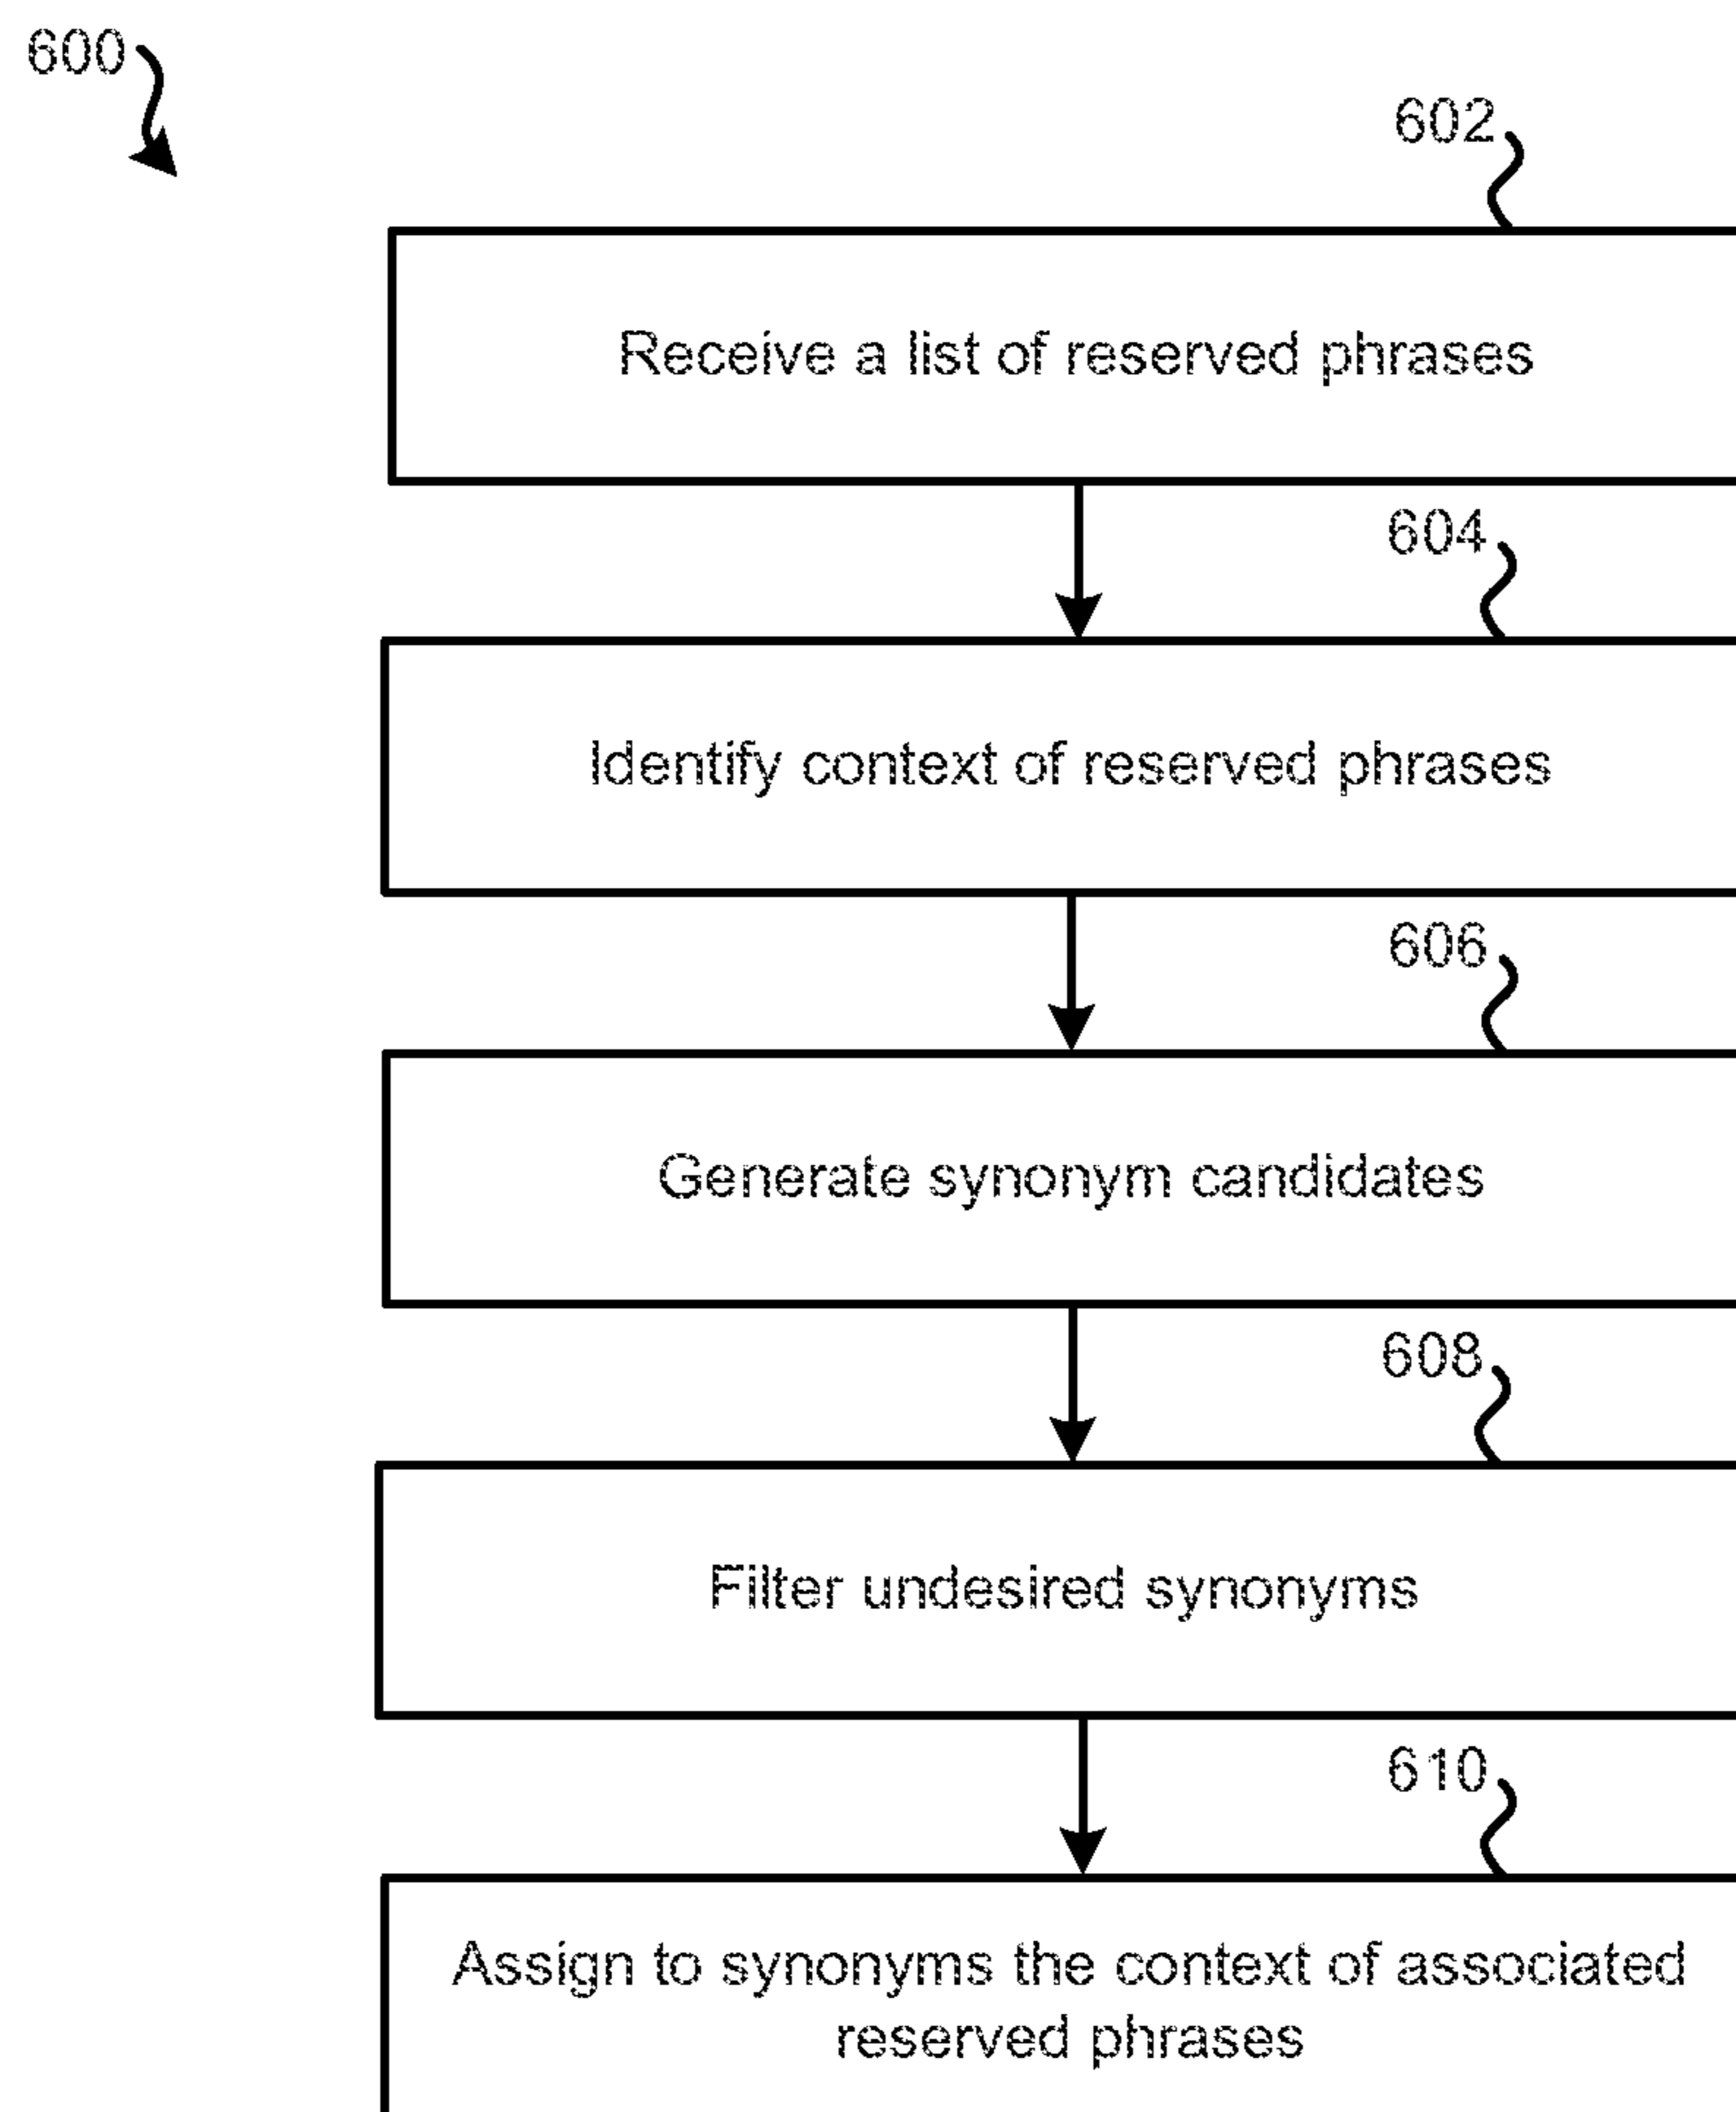 600
602
Receive a list of reserved phrases
604
Identify context of reserved phrases
606
Generate synonym candidates
608
Filter undesired synonyms
610
Assign to synonyms the context of associated
reserved phrases